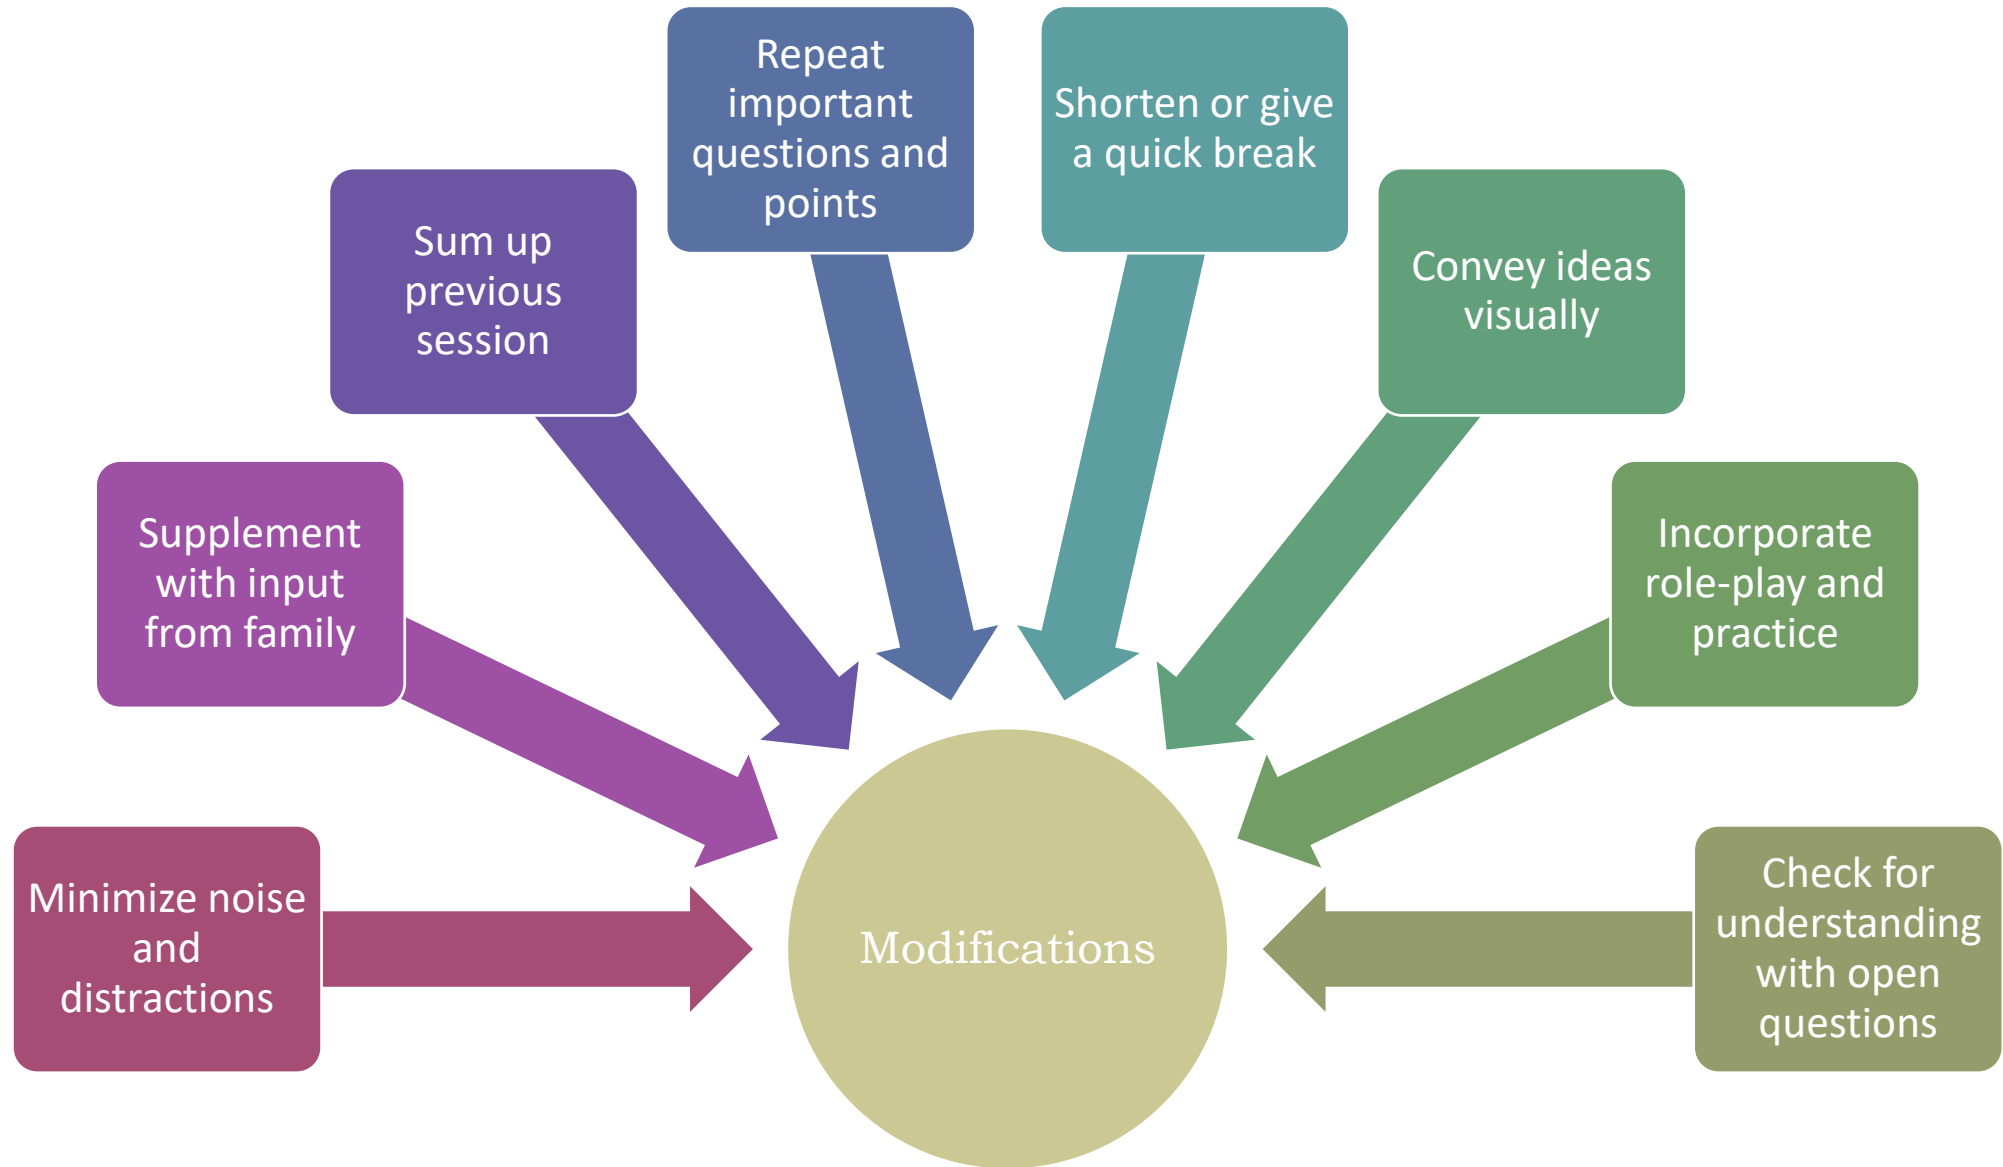 Minimize noise
and
distractions
Supplement
with input
from family
Sum up
previous
session
Repeat
important
questions and
points
Shorten or give
a quick break
Convey ideas
visually
Incorporate
role-play and
practice
Check for
understanding
with open
questions
Modifications